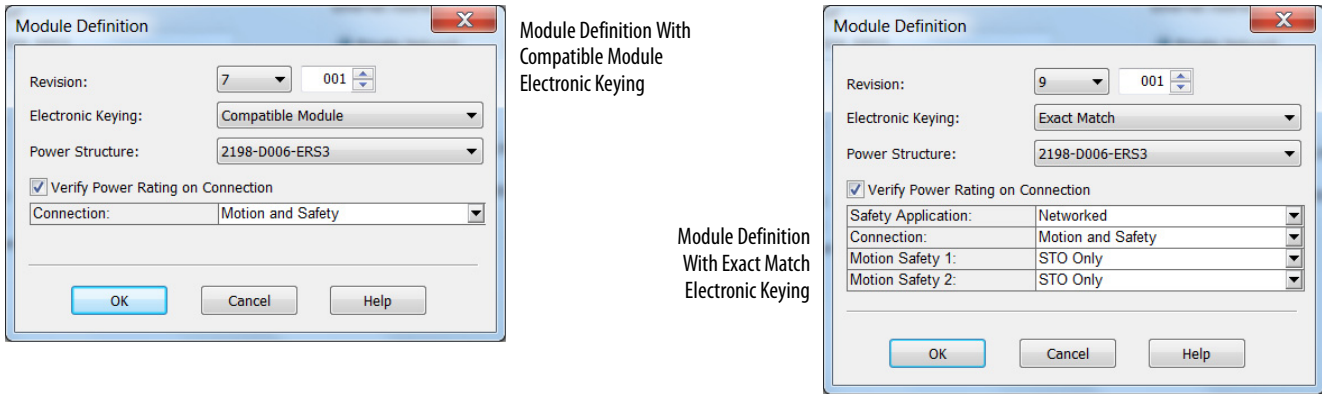 Module Definition
Revision: 7 001
Electronic Keying: Compatible Module
Power Structure: 2198-D006-ERS3
Verify Power Rating on Connection
Connection: Motion and Safety
OK Cancel Help
Module Definition With
Compatible Module
Electronic Keying
Module Definition
With Exact Match
Electronic Keying
Module Definition
Revision: 9 001
Electronic Keying: Exact Match
Power Structure: 2198-D006-ERS3
Verify Power Rating on Connection
Safety Application: Networked
Connection: Motion and Safety
Motion Safety 1: STO Only
Motion Safety 2: STO Only
OK Cancel Help